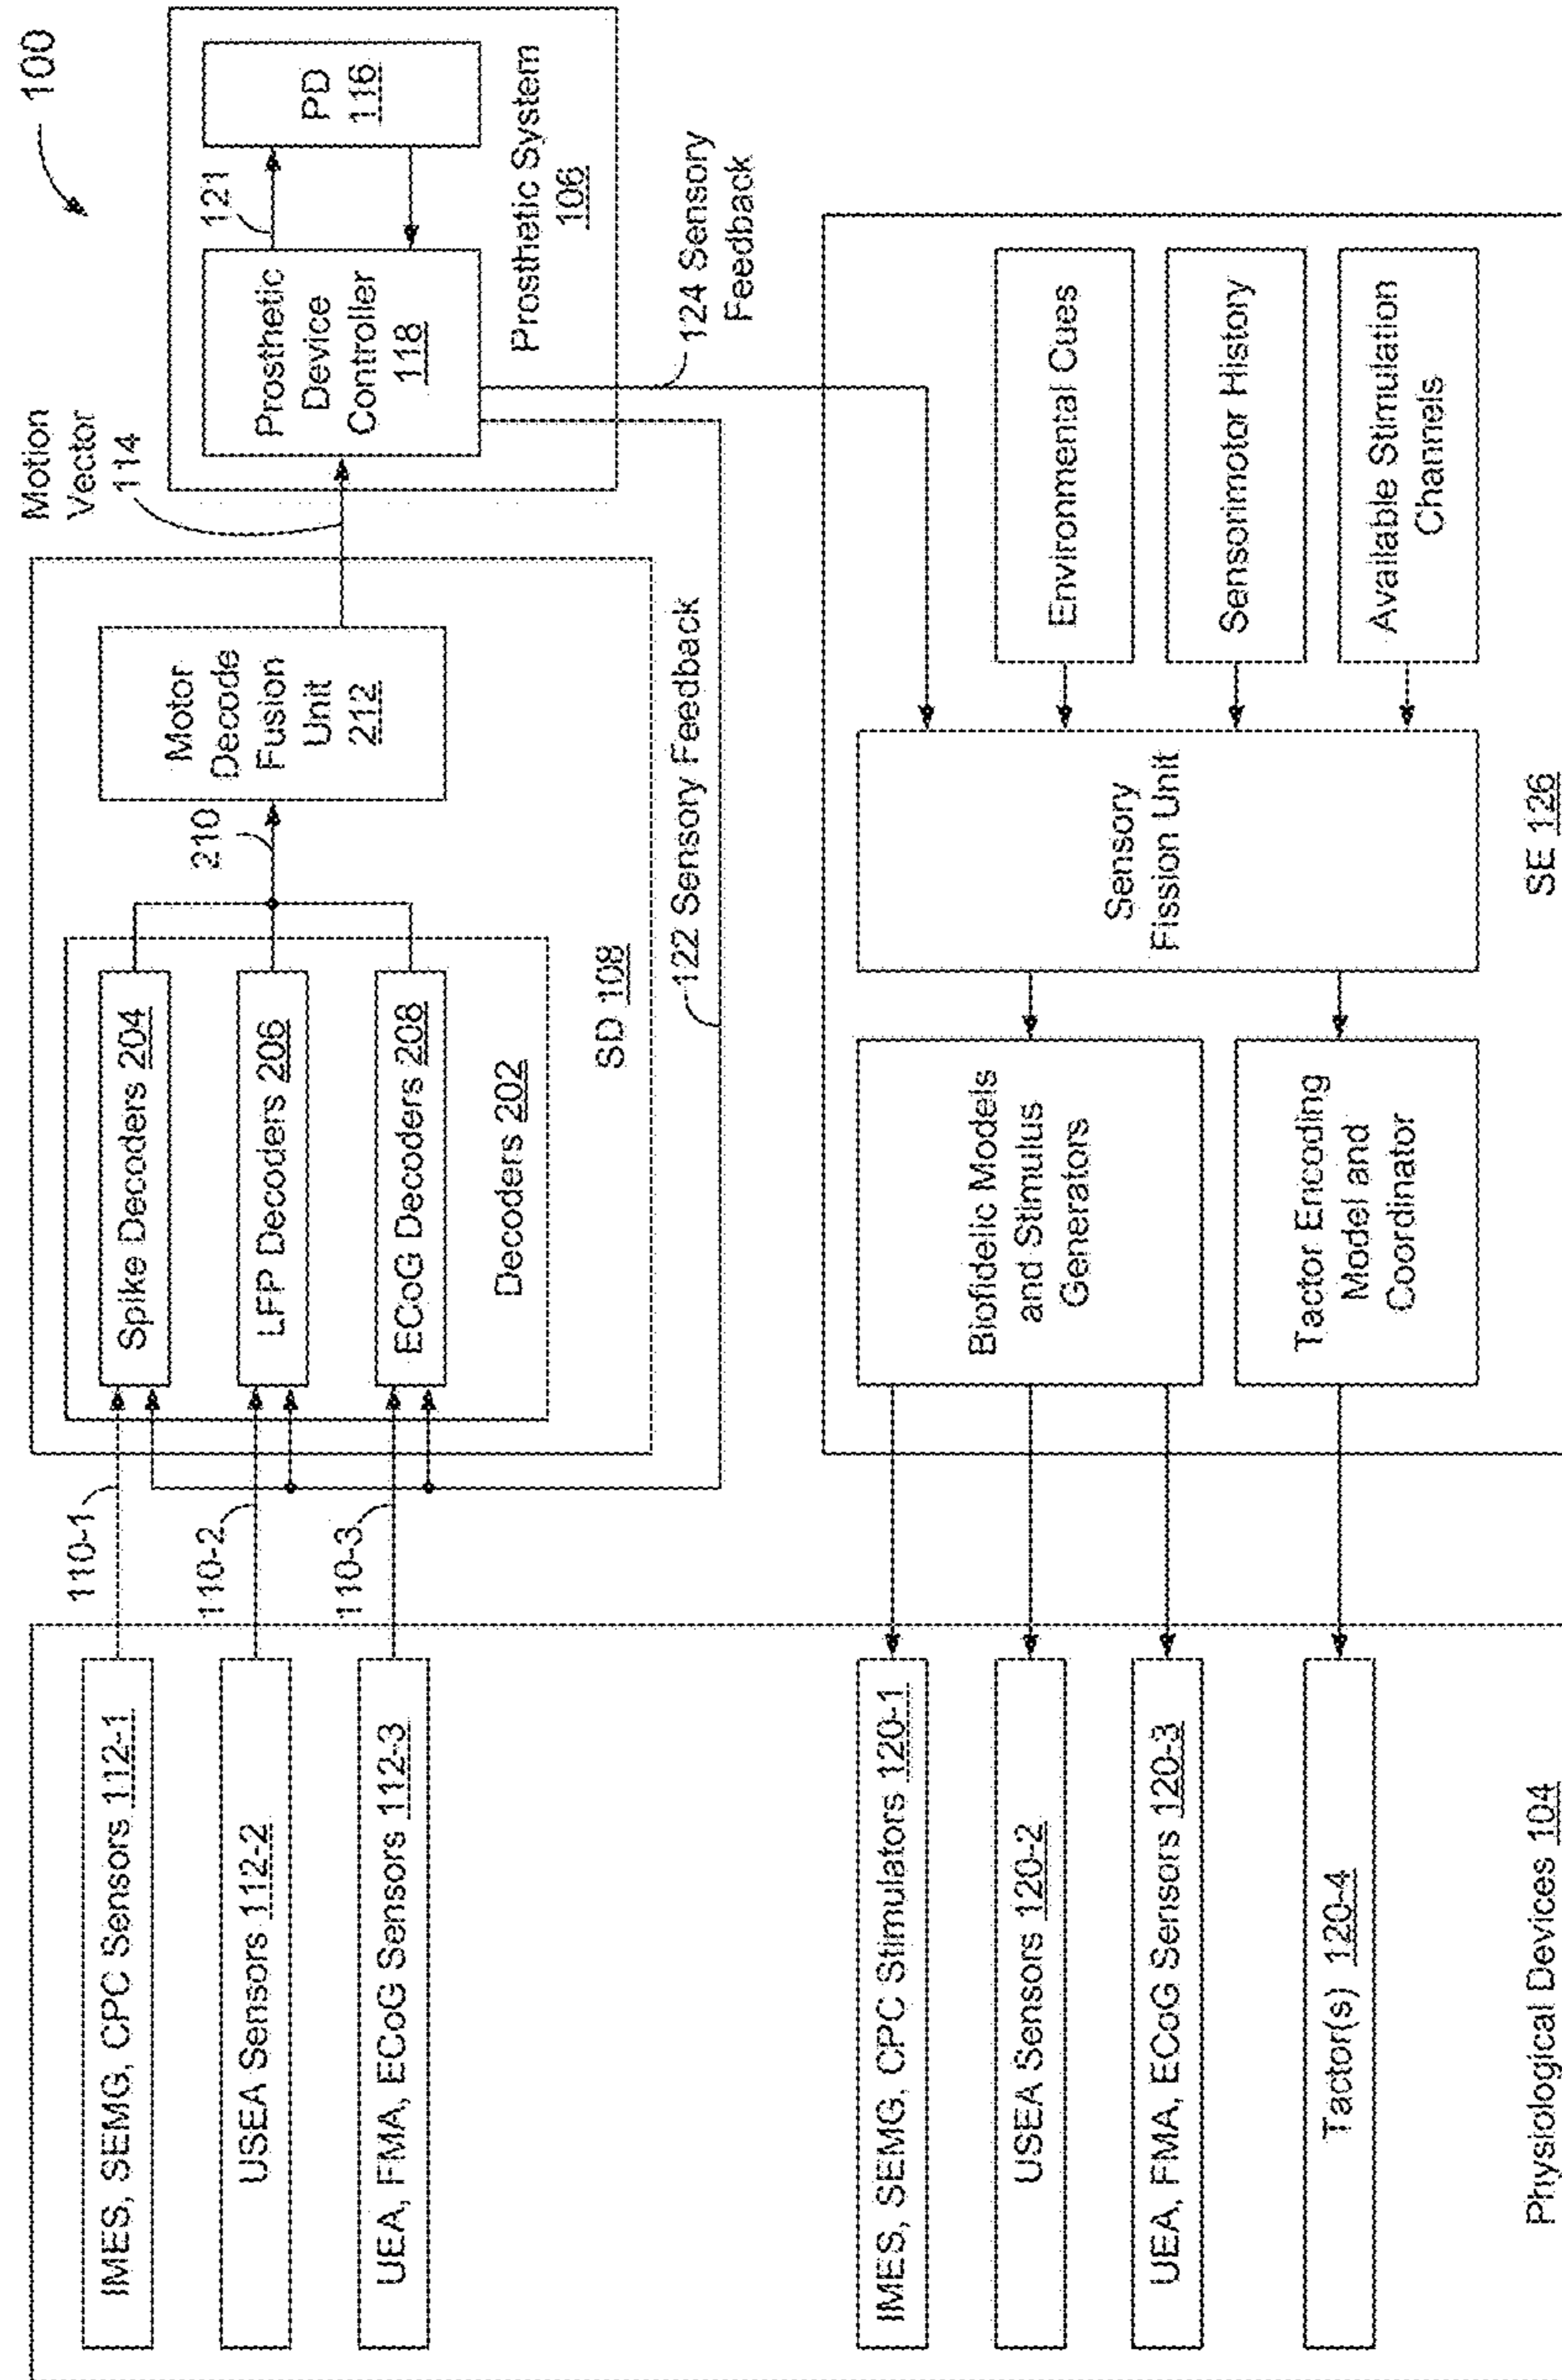 100
Motion
Vector
114
Prosthetic
Device
Controller
118
121
PD
116
Prosthetic System
106
124 Sensory
Feedback
110-1
110-2
110-3
Spike Decoders 204
LFP Decoders 206
ECoG Decoders 208
Decoders 202
210
Motor
Decode
Fusion
Unit
212
SD 108
122 Sensory Feedback
IMES, SEMG, CPC Sensors 112-1
USEA Sensors 112-2
UEA, FMA, ECoG Sensors 112-3
IMES, SEMG, CPC Stimulators 120-1
USEA Sensors 120-2
UEA, FMA, ECoG Sensors 120-3
Tactor(s) 120-4
Physiological Devices 104
Biofidelic Models
and Stimulus
Generators
Tactor Encoding
Model and
Coordinator
Sensory
Fission Unit
Environmental Cues
Sensorimotor History
Available Stimulation
Channels
SE 126